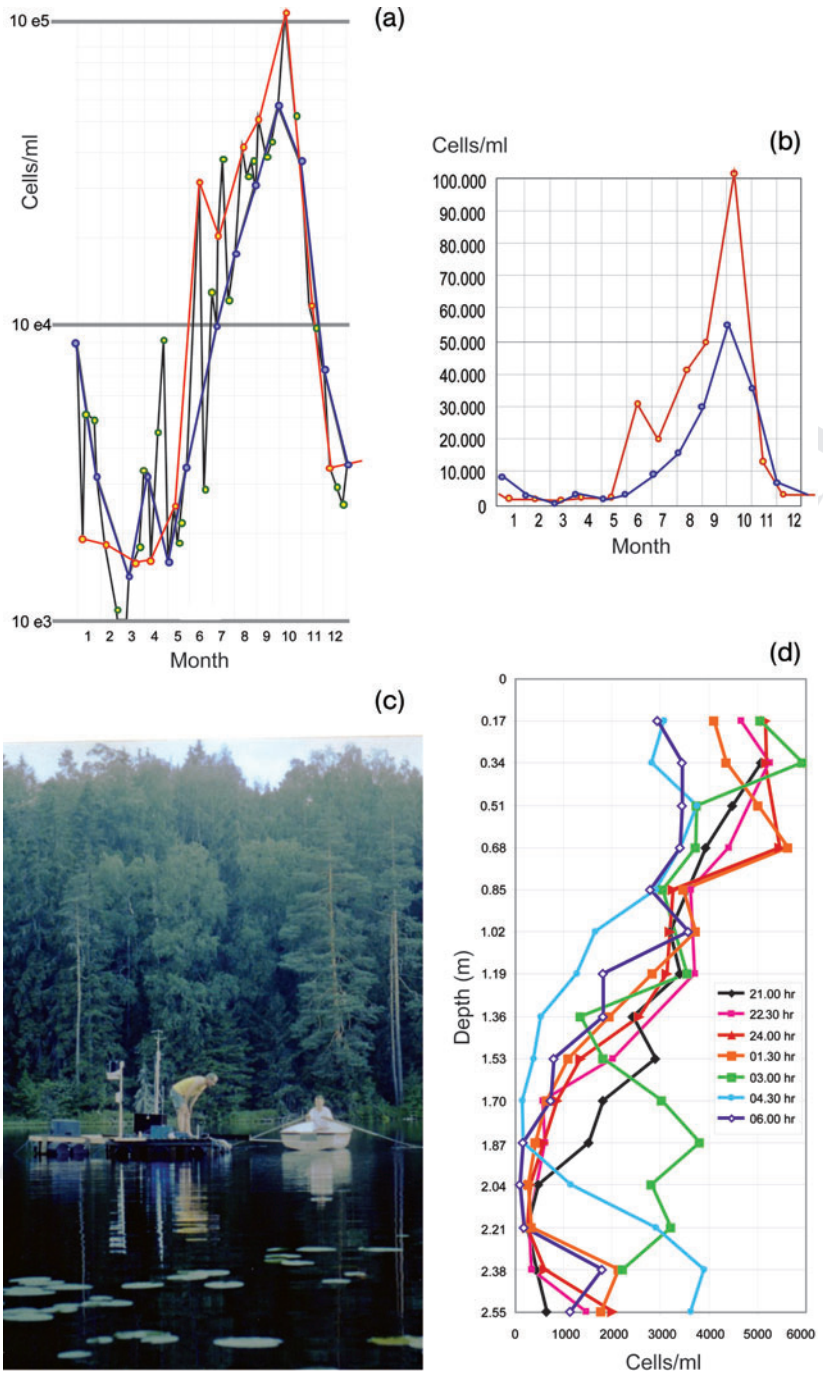 (a)
10 e5
Cells/ml
10 e4
10 e3
1 2 3 4 5 6 7 8 9 10 11 12
Month
(b)
Cells/ml
100.000
90.000
80.000
70.000
60.000
50.000
40.000
30.000
20.000
10.000
0
1 2 3 4 5 6 7 8 9 10 11 12
Month
(c)
(d)
0
0.17
0.34
0.51
0.68
0.85
1.02
1.19
1.36
1.53
1.70
1.87
2.04
2.21
2.38
2.55
Depth (m)
21.00 hr
22.30 hr
24.00 hr
01.30 hr
03.00 hr
04.30 hr
06.00 hr
0 1000 2000 3000 4000 5000 6000
Cells/ml